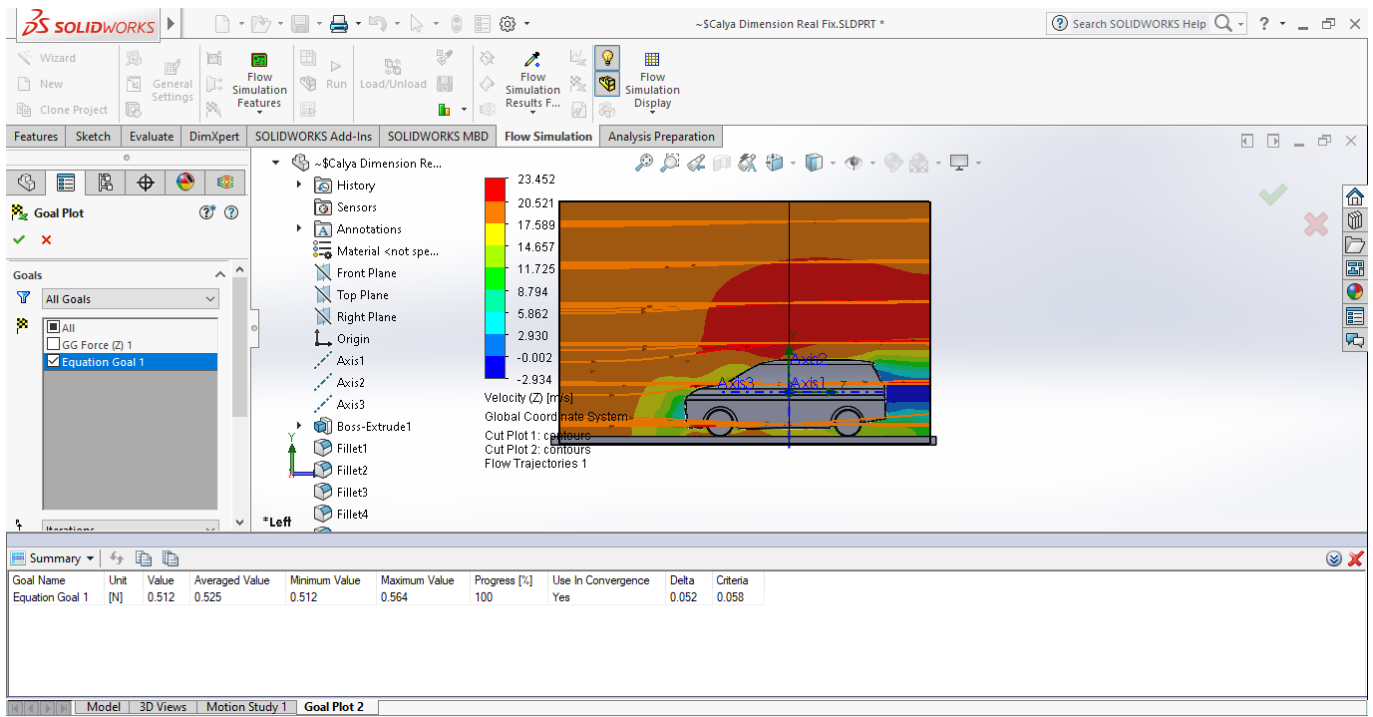 SOLIDWORKS
~$Calya Dimension Real Fix.SLDPRT *
Search SOLIDWORKS Help
?
Wizard
New
Clone Project
General Settings
Flow Simulation Features
Run
Load/Unload
Flow Simulation Results F...
Flow Simulation Display
Features Sketch Evaluate DimXpert SOLIDWORKS Add-Ins SOLIDWORKS MBD Flow Simulation Analysis Preparation
Goal Plot
Goals
All Goals
All
GG Force (Z) 1
Equation Goal 1
Iterations
~$Calya Dimension Re...
History
Sensors
Annotations
Material <not spe...
Front Plane
Top Plane
Right Plane
Origin
Axis1
Axis2
Axis3
Boss-Extrude1
Fillet1
Fillet2
Fillet3
Fillet4
Y
*Left
23.452
20.521
17.589
14.657
11.725
8.794
5.862
2.930
-0.002
-2.934
Velocity (Z) [m/s]
Global Coordinate System
Cut Plot 1: contours
Cut Plot 2: contours
Flow Trajectories 1
Y
Axis2
Axis3 Axis1 Z
Summary
Goal Name Unit Value Averaged Value Minimum Value Maximum Value Progress [%] Use In Convergence Delta Criteria
Equation Goal 1 [N] 0.512 0.525 0.512 0.564 100 Yes 0.052 0.058
Model 3D Views Motion Study 1 Goal Plot 2